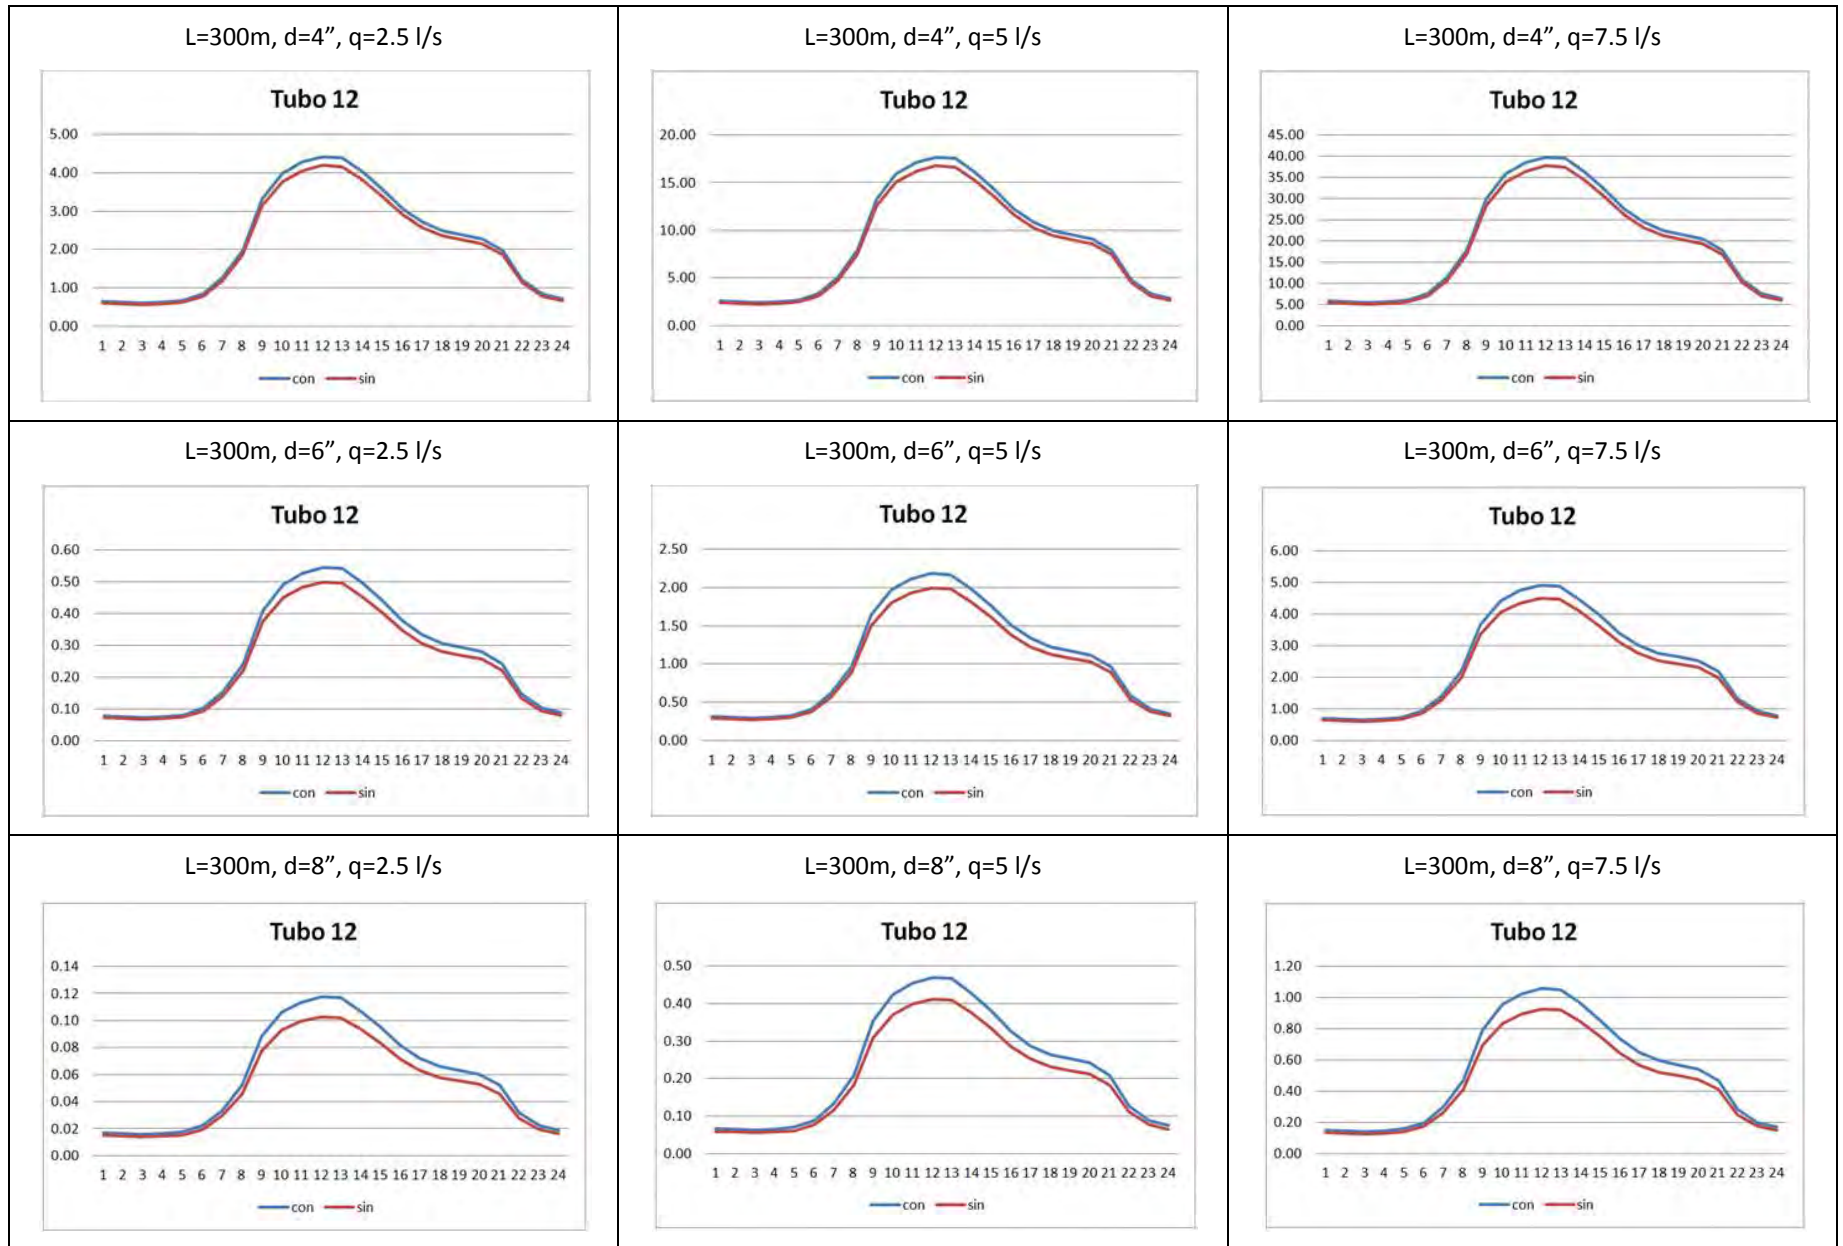 L=300m, d=4”, q=2.5 l/s
Tubo 12
5.00
4.00
3.00
2.00
1.00
0.00
1 2 3 4 5 6 7 8 9 10 11 12 13 14 15 16 17 18 19 20 21 22 23 24
con sin
L=300m, d=4”, q=5 l/s
Tubo 12
20.00
15.00
10.00
5.00
0.00
1 2 3 4 5 6 7 8 9 10 11 12 13 14 15 16 17 18 19 20 21 22 23 24
con sin
L=300m, d=4”, q=7.5 l/s
Tubo 12
45.00
40.00
35.00
30.00
25.00
20.00
15.00
10.00
5.00
0.00
1 2 3 4 5 6 7 8 9 10 11 12 13 14 15 16 17 18 19 20 21 22 23 24
con sin
L=300m, d=6”, q=2.5 l/s
Tubo 12
0.60
0.50
0.40
0.30
0.20
0.10
0.00
1 2 3 4 5 6 7 8 9 10 11 12 13 14 15 16 17 18 19 20 21 22 23 24
con sin
L=300m, d=6”, q=5 l/s
Tubo 12
2.50
2.00
1.50
1.00
0.50
0.00
1 2 3 4 5 6 7 8 9 10 11 12 13 14 15 16 17 18 19 20 21 22 23 24
con sin
L=300m, d=6”, q=7.5 l/s
Tubo 12
6.00
5.00
4.00
3.00
2.00
1.00
0.00
1 2 3 4 5 6 7 8 9 10 11 12 13 14 15 16 17 18 19 20 21 22 23 24
con sin
L=300m, d=8”, q=2.5 l/s
Tubo 12
0.14
0.12
0.10
0.08
0.06
0.04
0.02
0.00
1 2 3 4 5 6 7 8 9 10 11 12 13 14 15 16 17 18 19 20 21 22 23 24
con sin
L=300m, d=8”, q=5 l/s
Tubo 12
0.50
0.40
0.30
0.20
0.10
0.00
1 2 3 4 5 6 7 8 9 10 11 12 13 14 15 16 17 18 19 20 21 22 23 24
con sin
L=300m, d=8”, q=7.5 l/s
Tubo 12
1.20
1.00
0.80
0.60
0.40
0.20
0.00
1 2 3 4 5 6 7 8 9 10 11 12 13 14 15 16 17 18 19 20 21 22 23 24
con sin